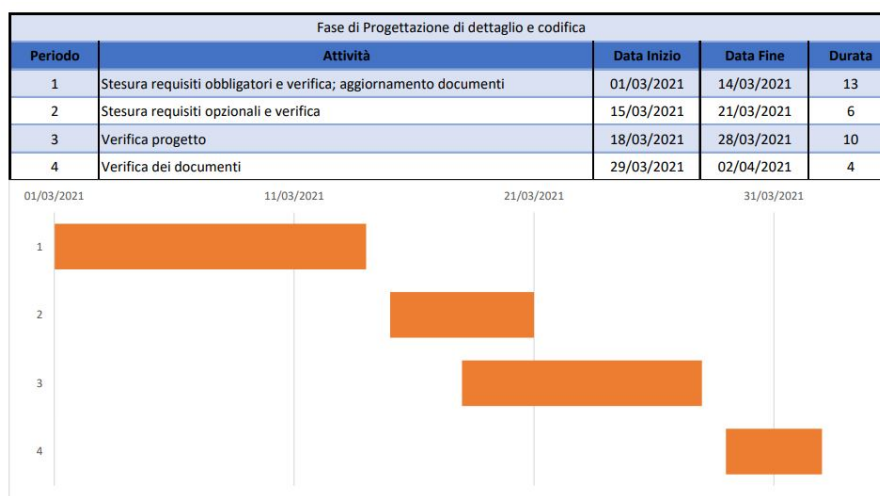 Fase di Progettazione di dettaglio e codifica
Periodo Attività Data Inizio Data Fine Durata
1 Stesura requisiti obbligatori e verifica; aggiornamento documenti 01/03/2021 14/03/2021 13
2 Stesura requisiti opzionali e verifica 15/03/2021 21/03/2021 6
3 Verifica progetto 18/03/2021 28/03/2021 10
4 Verifica dei documenti 29/03/2021 02/04/2021 4
01/03/2021 11/03/2021 21/03/2021 31/03/2021
1
2
3
4